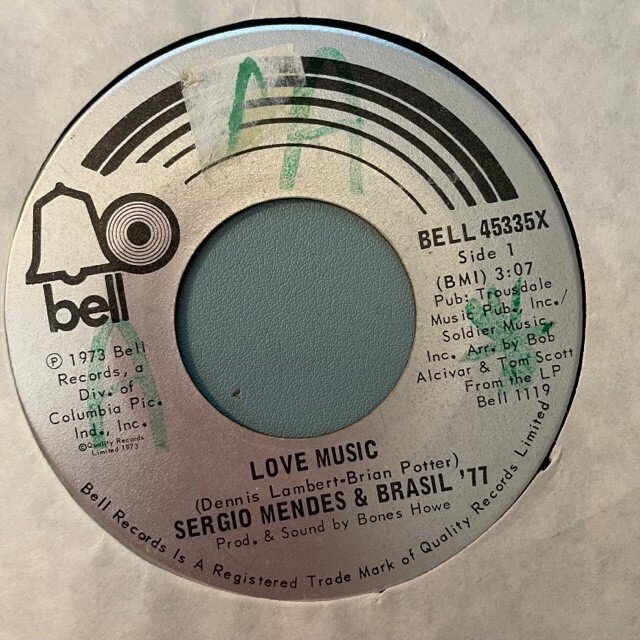 AA
BELL 45335X
Side 1
(BMI) 3:07
Pub: Trousdale
Music Pub., Inc./
Soldier Music
Inc. Arr. by Bob
Alcivar & Tom Scott
From the LP
Bell 1119
bell
℗ 1973 Bell
Records, a
Div. of
Columbia Pic.
Ind., Inc.
©Quality Records
Limited 1973
A
LOVE MUSIC
(Dennis Lambert-Brian Potter)
SERGIO MENDES & BRASIL '77
Prod. & Sound by Bones Howe
Bell Records Is A Registered Trade Mark of Quality Records Limited